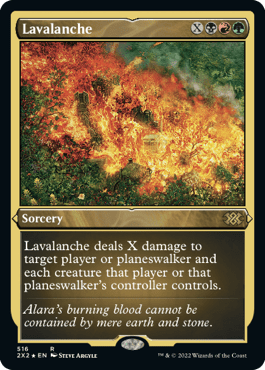 Lavalanche X
Sorcery
Lavalanche deals X damage to
target player or planeswalker and
each creature that player or that
planeswalker's controller controls.
Alara's burning blood cannot be
contained by mere earth and stone.
516 R
2X2 ★ EN Steve Argyle ™ & © 2022 Wizards of the Coast